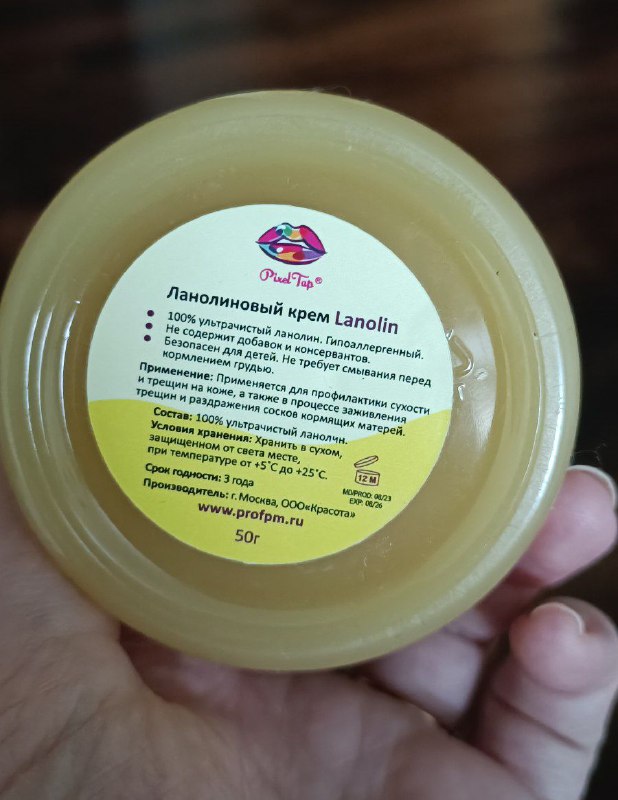 Pixel Tap®
Ланолиновый крем Lanolin
• 100% ультрачистый ланолин. Гипоаллергенный.
• Не содержит добавок и консервантов.
• Безопасен для детей. Не требует смывания перед
кормлением грудью.
Применение: Применяется для профилактики сухости
и трещин на коже, а также в процессе заживления
трещин и раздражения сосков кормящих матерей.
Состав: 100% ультрачистый ланолин.
Условия хранения: Хранить в сухом,
защищенном от света месте,
при температуре от +5˚C до +25˚C.
Срок годности: 3 года
12 M
MD/PROD: 08/23
EXP: 08/26
Производитель: г. Москва, ООО«Красота»
www.profpm.ru
50г